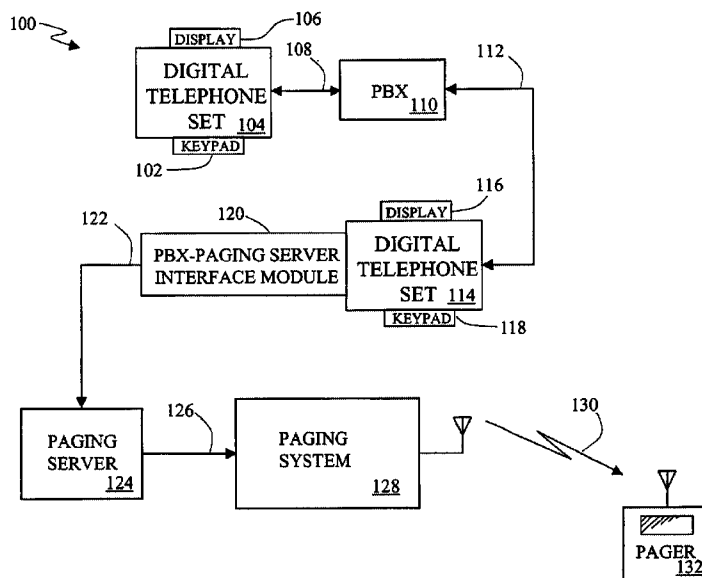 100
106
DISPLAY
108
112
DIGITAL
TELEPHONE
SET 104
PBX
110
KEYPAD
102
116
DISPLAY
122
120
PBX-PAGING SERVER
INTERFACE MODULE
DIGITAL
TELEPHONE
SET 114
KEYPAD
118
126
130
PAGING
SERVER
124
PAGING
SYSTEM
128
PAGER
132